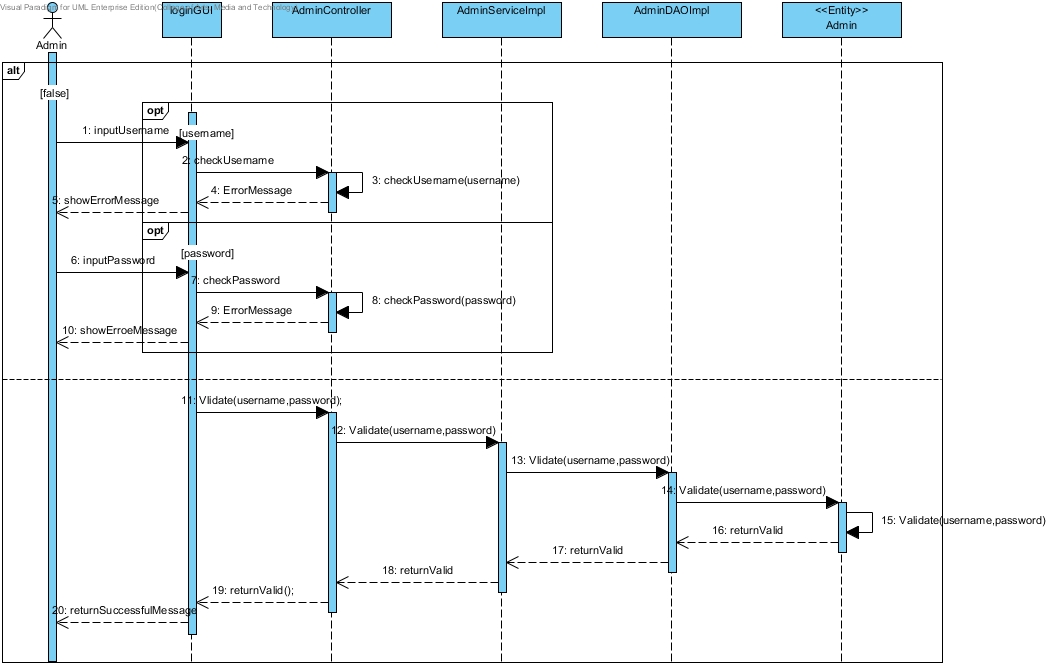 Visual Paradigm for UML Enterprise Edition
Media and Technology
loginGUI
AdminController
AdminServiceImpl
AdminDAOImpl
<<Entity>>
Admin
Admin
alt
[false]
opt
1: inputUsername
[username]
2: checkUsername
3: checkUsername(username)
4: ErrorMessage
5: showErrorMessage
opt
[password]
6: inputPassword
7: checkPassword
8: checkPassword(password)
9: ErrorMessage
10: showErroeMessage
11: Vlidate(username,password);
12: Validate(username,password)
13: Vlidate(username,password)
14: Validate(username,password)
15: Validate(username,password)
16: returnValid
17: returnValid
18: returnValid
19: returnValid();
20: returnSuccessfulMessage